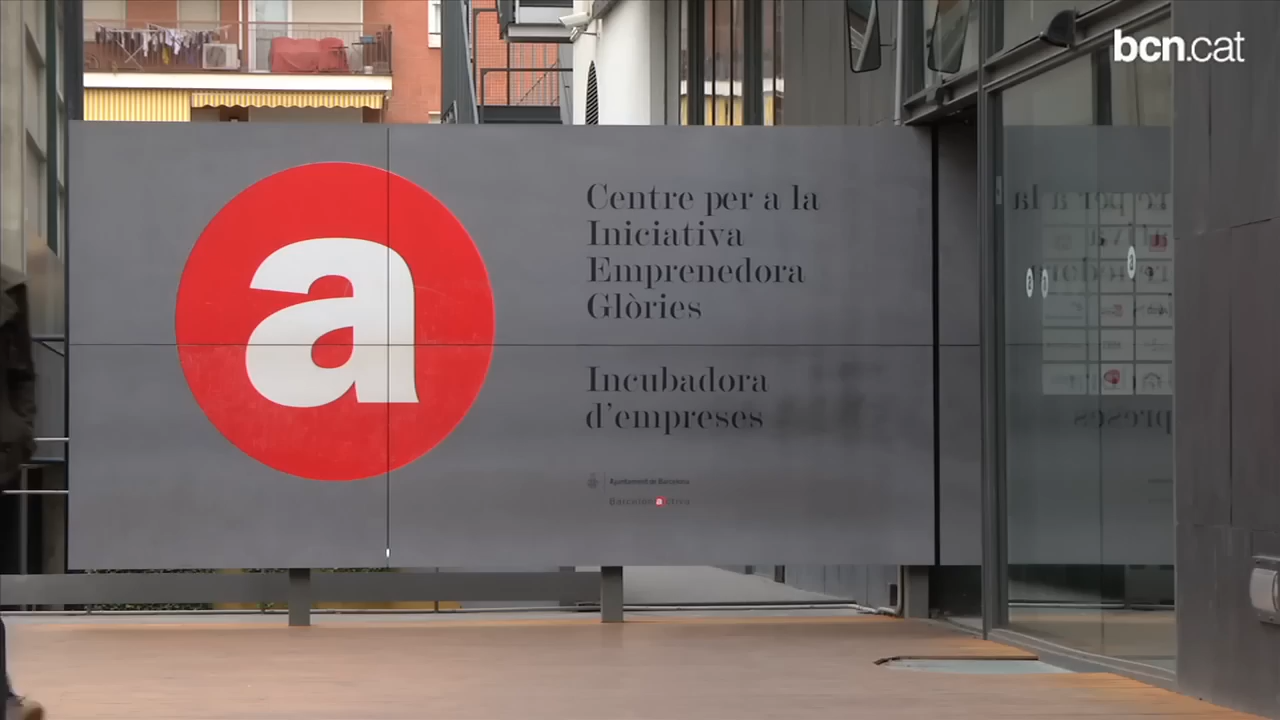 bcn.cat
a
Centre per a la
Iniciativa
Emprenedora
Glòries
Incubadora
d'empreses
Ajuntament de Barcelona
Barcelona activa